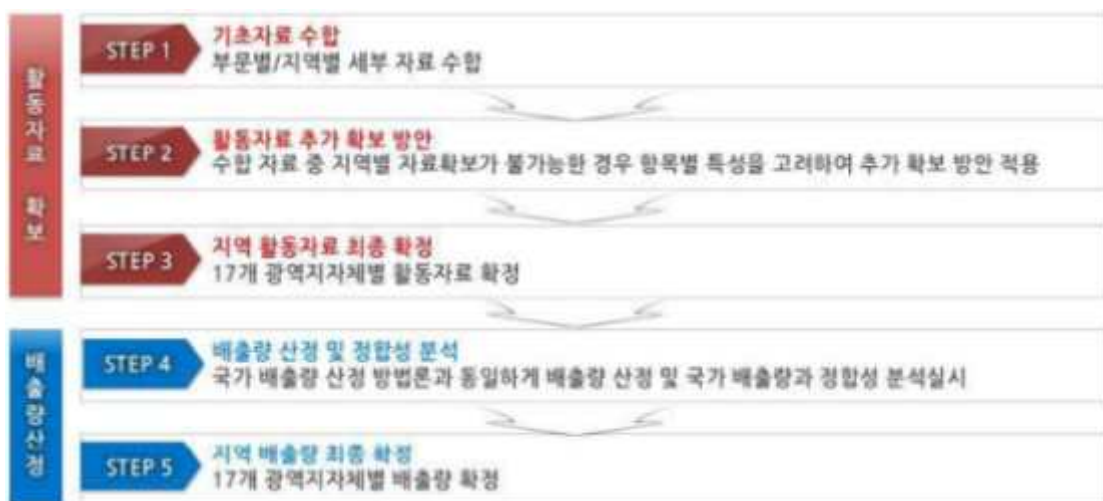 활동자료 확보
STEP 1
기초자료 수합
부문별/지역별 세부 자료 수합
STEP 2
활동자료 추가 확보 방안
수합 자료 중 지역별 자료확보가 불가능한 경우 항목별 특성을 고려하여 추가 확보 방안 적용
STEP 3
지역 활동자료 최종 확정
17개 광역지자체별 활동자료 확정
배출량산정
STEP 4
배출량 산정 및 정합성 분석
국가 배출량 산정 방법론과 동일하게 배출량 산정 및 국가 배출량과 정합성 분석실시
STEP 5
지역 배출량 최종 확정
17개 광역지자체별 배출량 확정